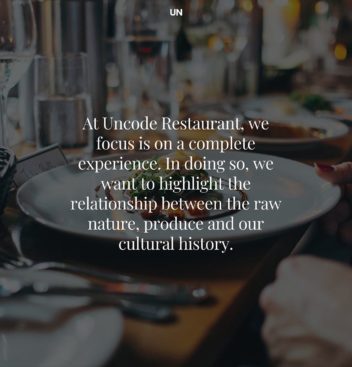 UN
At Uncode Restaurant, we
focus is on a complete
experience. In doing so, we
want to highlight the
relationship between the raw
nature, produce and our
cultural history.